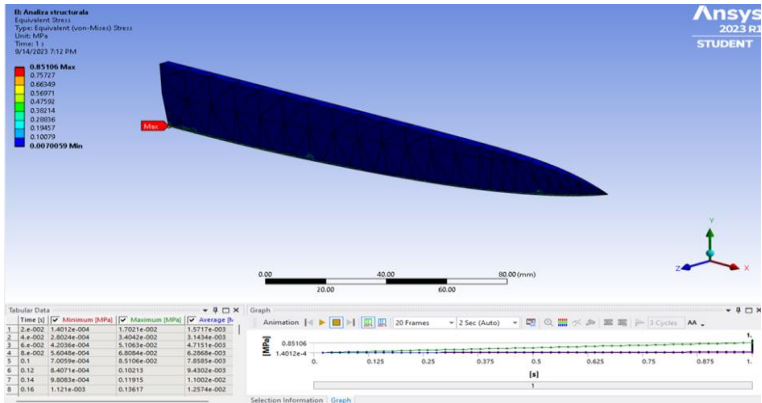 B: Analiza structurala
Equivalent Stress
Type: Equivalent (von-Mises) Stress
Unit: MPa
Time: 1 s
9/14/2023 7:12 PM
0.85106 Max
0.75727
0.66349
0.56971
0.47592
0.38214
0.28836
0.19457
0.10079
0.0070059 Min
Ansys
2023 R1
STUDENT
Max
0.00 40.00 80.00 (mm)
20.00 60.00
Y
Z X
Tabular Data
Time [s] Minimum [MPa] Maximum [MPa] Average [M
1 2.e-002 1.4012e-004 1.7021e-002 1.5717e-003
2 4.e-002 2.8024e-004 3.4042e-002 3.1434e-003
3 6.e-002 4.2036e-004 5.1063e-002 4.7151e-003
4 8.e-002 5.6048e-004 6.8084e-002 6.2868e-003
5 0.1 7.0059e-004 8.5106e-002 7.8585e-003
6 0.12 8.4071e-004 0.10213 9.4302e-003
7 0.14 9.8083e-004 0.11915 1.1002e-002
8 0.16 1.121e-003 0.13617 1.2574e-002
Graph
Animation 20 Frames 2 Sec (Auto) 3 Cycles AA
1.
[MPa]
0.85106
1.4012e-4
0. 0.125 0.25 0.375 0.5 0.625 0.75 0.875 1.
[s]
1
Selection Information Graph